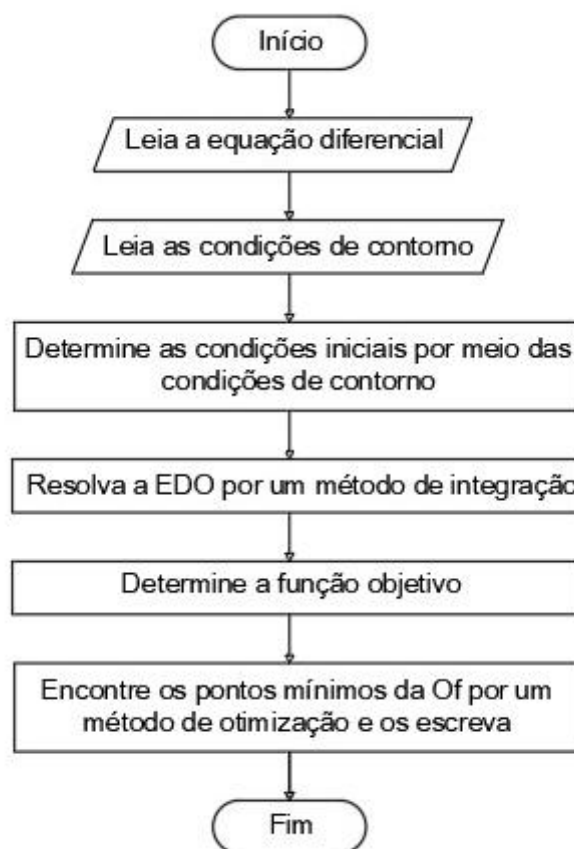 Início
Leia a equação diferencial
Leia as condições de contorno
Determine as condições iniciais por meio das
condições de contorno
Resolva a EDO por um método de integração
Determine a função objetivo
Encontre os pontos mínimos da Of por um
método de otimização e os escreva
Fim